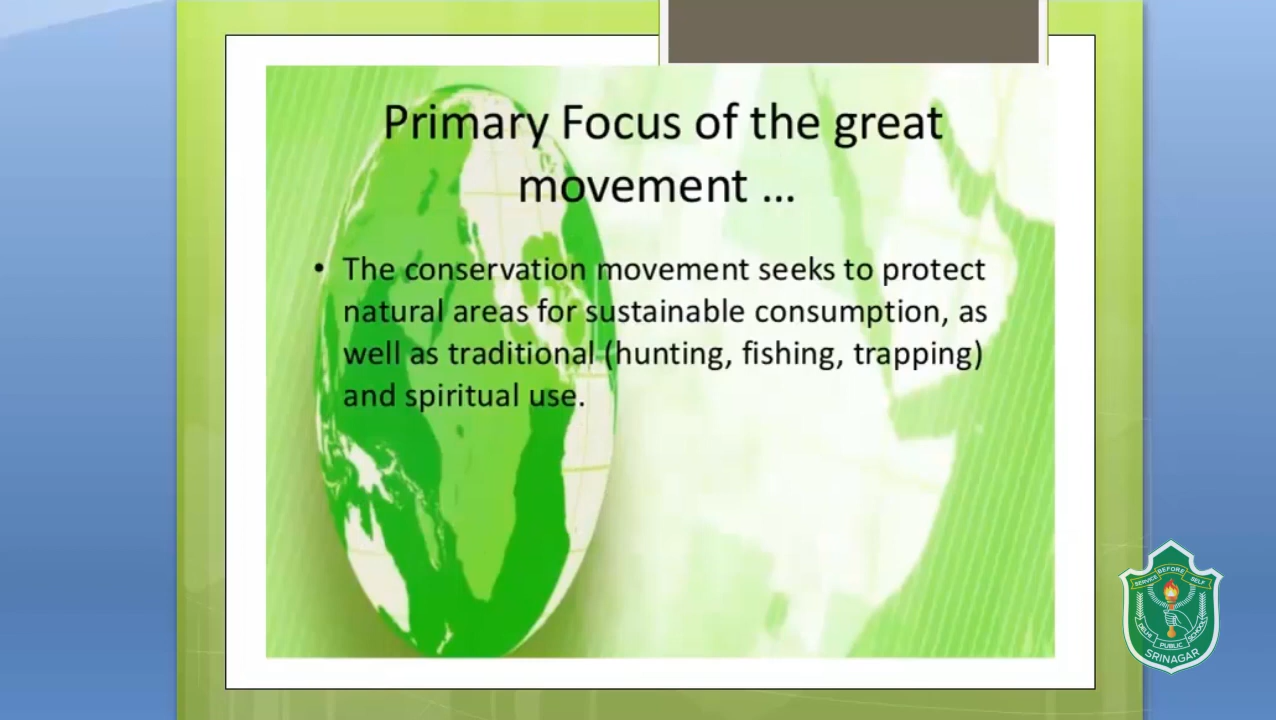 Primary Focus of the great
movement ...
• The conservation movement seeks to protect
natural areas for sustainable consumption, as
well as traditional (hunting, fishing, trapping)
and spiritual use.
SERVICE BEFORE SELF
DELHI PUBLIC SCHOOL
SRINAGAR